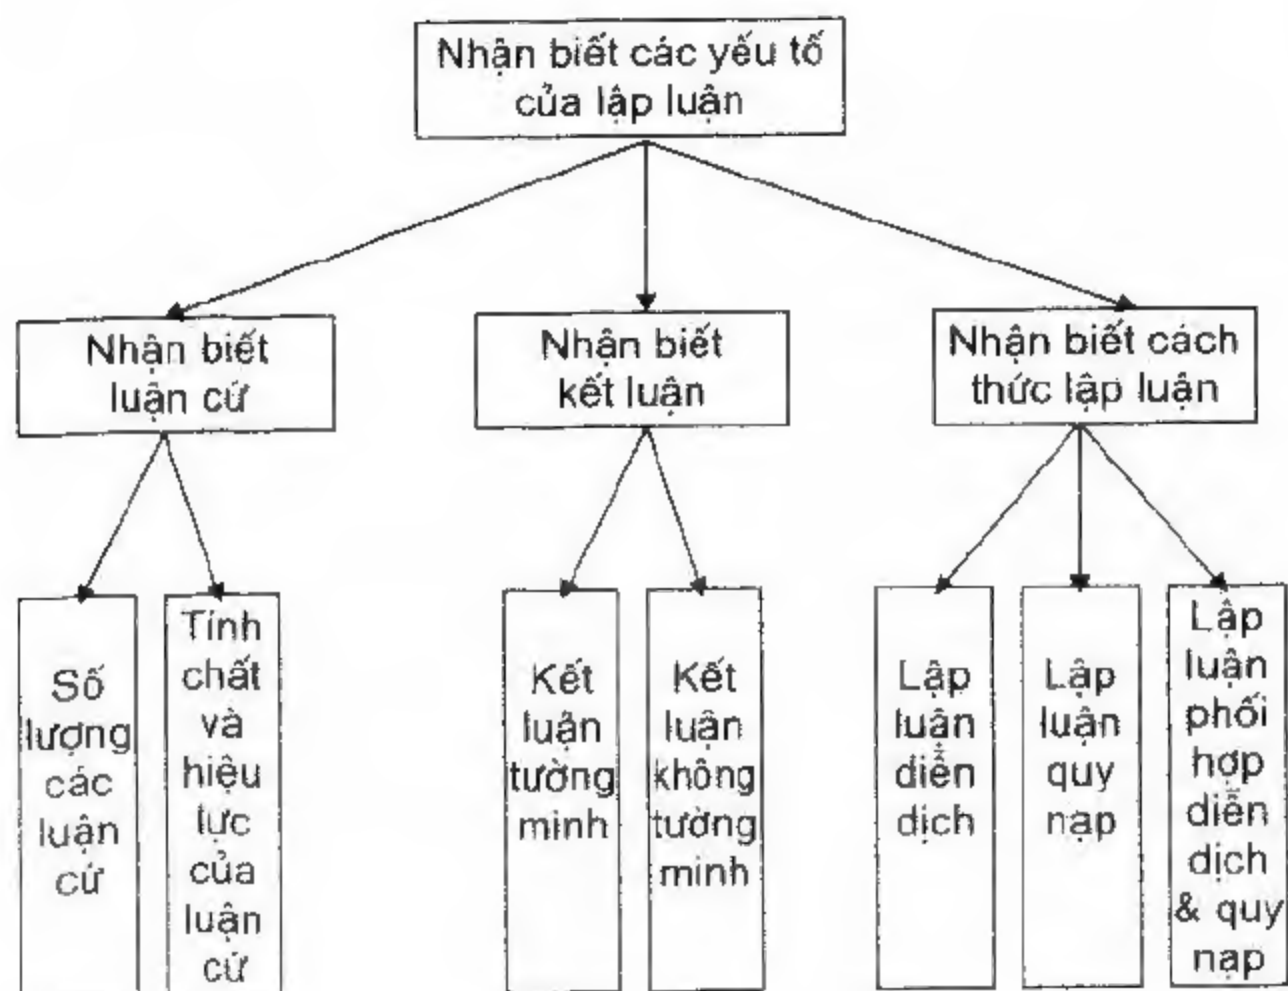 Nhận biết các yếu tố
của lập luận
Nhận biết
luận cứ
Nhận biết
kết luận
Nhận biết cách
thức lập luận
Số
lượng
các
luận
cứ
Tính
chất
và
hiệu
lực
của
luận
cứ
Kết
luận
tường
minh
Kết
luận
không
tường
minh
Lập
luận
diễn
dịch
Lập
luận
quy
nạp
Lập
luận
phối
hợp
diễn
dịch
& quy
nạp